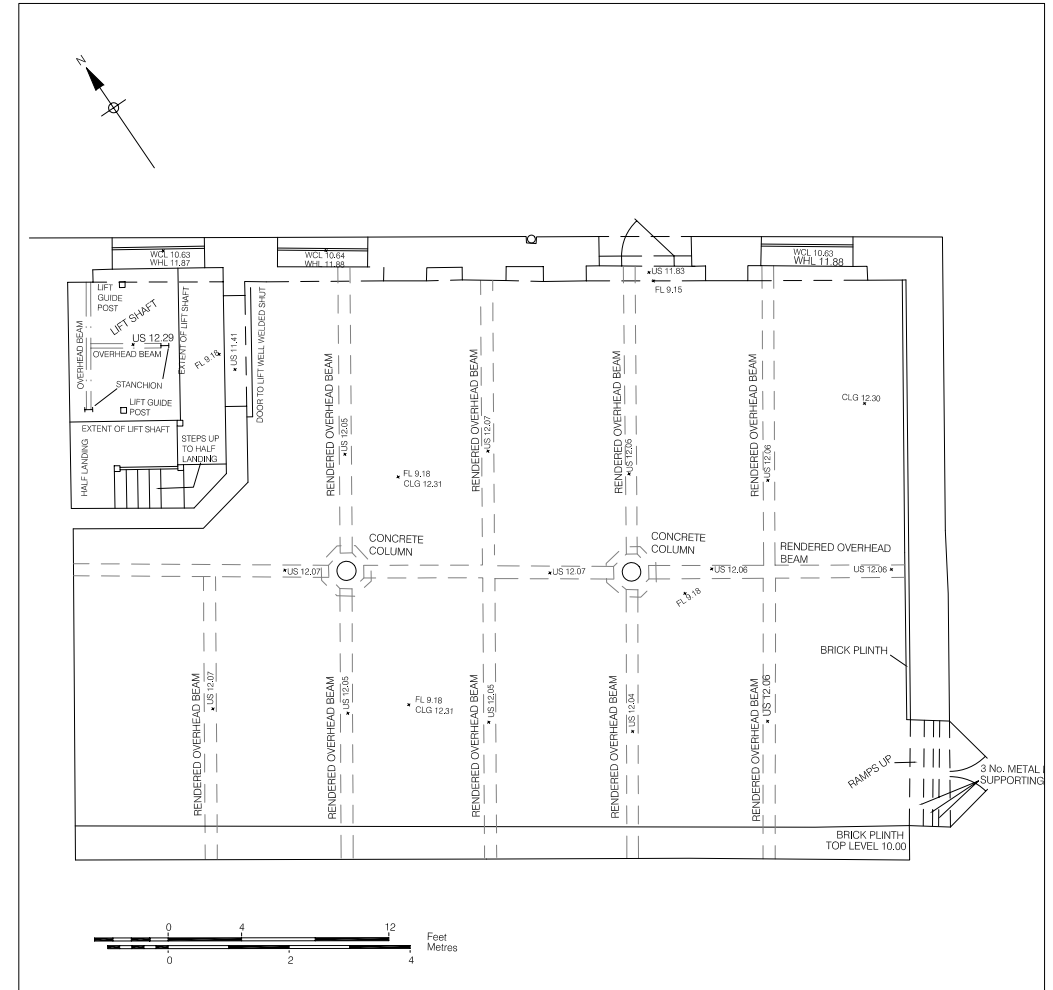 N
WCL 10.63
WHL 11.87
WCL 10.64
WHL 11.88
WCL 10.63
WHL 11.88
US 11.83
FL 9.15
LIFT
GUIDE
POST
LIFT SHAFT
EXTENT OF LIFT SHAFT
OVERHEAD BEAM
US 12.29
OVERHEAD BEAM
FL 9.18
US 11.41
DOOR TO LIFT WELL WELDED SHUT
STANCHION
LIFT GUIDE
POST
EXTENT OF LIFT SHAFT
HALF LANDING
STEPS UP
TO HALF
LANDING
RENDERED OVERHEAD BEAM
US 12.05
RENDERED OVERHEAD BEAM
US 12.07
RENDERED OVERHEAD BEAM
US 12.05
RENDERED OVERHEAD BEAM
US 12.06
CLG 12.30
FL 9.18
CLG 12.31
CONCRETE
COLUMN
CONCRETE
COLUMN
RENDERED OVERHEAD
BEAM
US 12.07
US 12.07
US 12.06
US 12.06
FL 9.18
BRICK PLINTH
RENDERED OVERHEAD BEAM
US 12.07
RENDERED OVERHEAD BEAM
US 12.05
FL 9.18
CLG 12.31
RENDERED OVERHEAD BEAM
US 12.05
RENDERED OVERHEAD BEAM
US 12.04
RENDERED OVERHEAD BEAM
US 12.06
RAMPS UP
3 No. METAL
SUPPORTING
BRICK PLINTH
TOP LEVEL 10.00
0 4 12
Feet
Metres
0 2 4